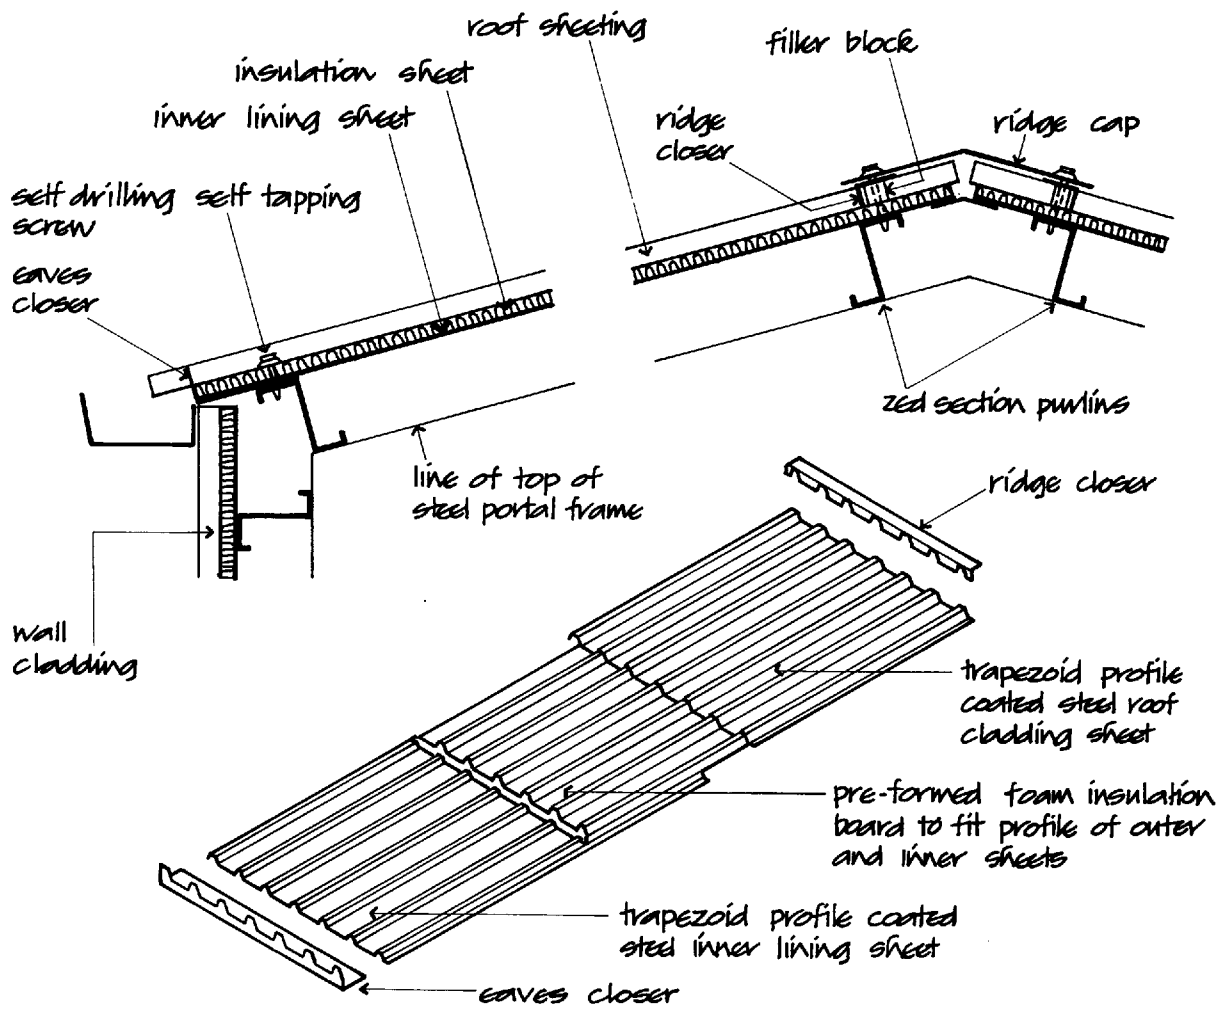 roof sheeting
filler block
insulation sheet
inner lining sheet
ridge
closer
ridge cap
self drilling self tapping
screw
eaves
closer
zed section purlins
line of top of
steel portal frame
ridge closer
wall
cladding
trapezoid profile
coated steel roof
cladding sheet
pre-formed foam insulation
board to fit profile of outer
and inner sheets
trapezoid profile coated
steel inner lining sheet
eaves closer